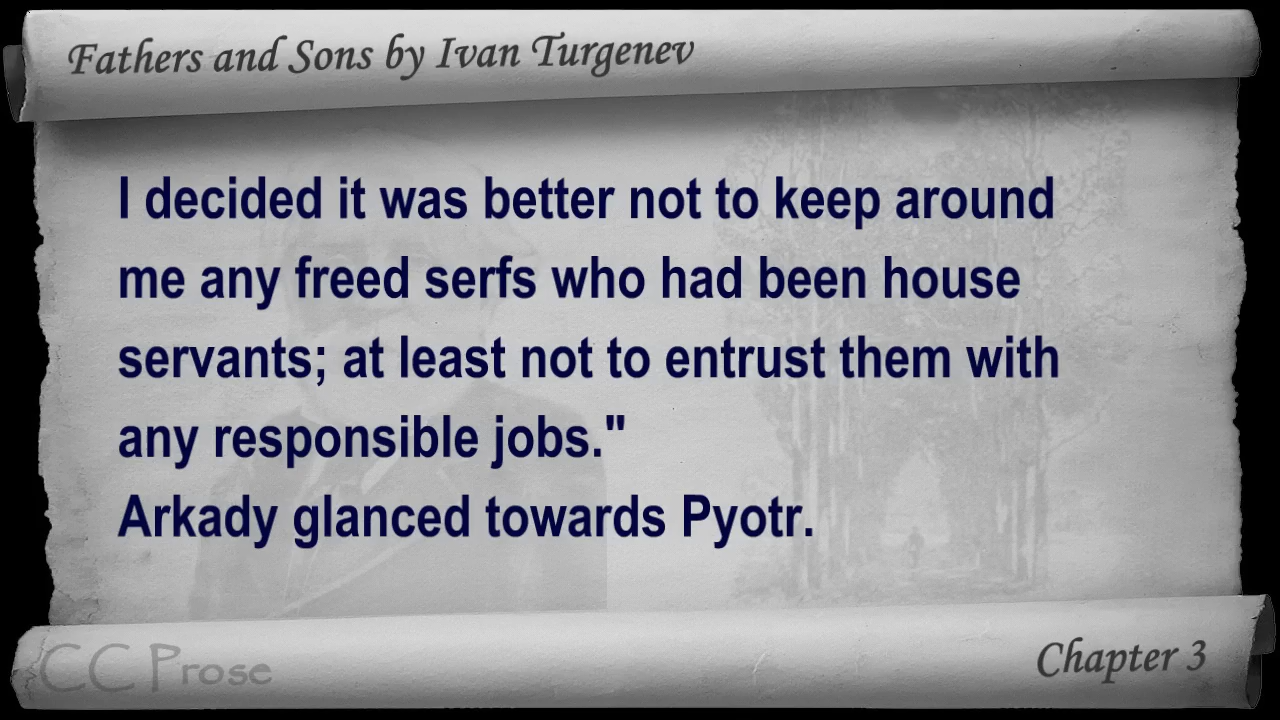 Fathers and Sons by Ivan Turgenev
I decided it was better not to keep around
me any freed serfs who had been house
servants; at least not to entrust them with
any responsible jobs."
Arkady glanced towards Pyotr.
CC Prose
Chapter 3